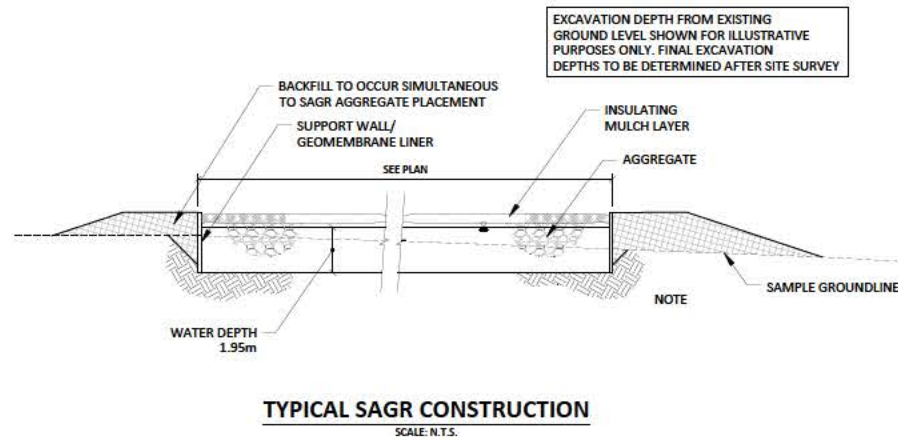 EXCAVATION DEPTH FROM EXISTING
GROUND LEVEL SHOWN FOR ILLUSTRATIVE
PURPOSES ONLY. FINAL EXCAVATION
DEPTHS TO BE DETERMINED AFTER SITE SURVEY
BACKFILL TO OCCUR SIMULTANEOUS
TO SAGR AGGREGATE PLACEMENT
SUPPORT WALL/
GEOMEMBRANE LINER
INSULATING
MULCH LAYER
SEE PLAN
AGGREGATE
SAMPLE GROUNDLINE
NOTE
WATER DEPTH
1.95m
TYPICAL SAGR CONSTRUCTION
SCALE: N.T.S.